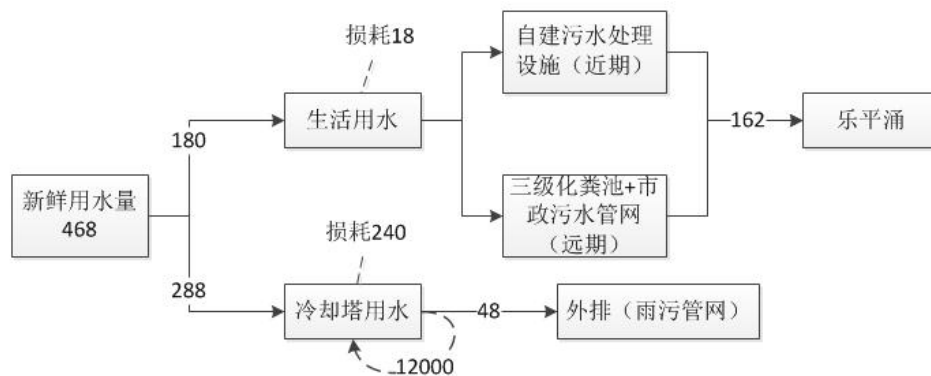 损耗18
自建污水处理
设施（近期）
生活用水
180
162
乐平涌
新鲜用水量
468
三级化粪池+市
政污水管网
（远期）
损耗240
288
冷却塔用水
48
外排（雨污管网）
12000